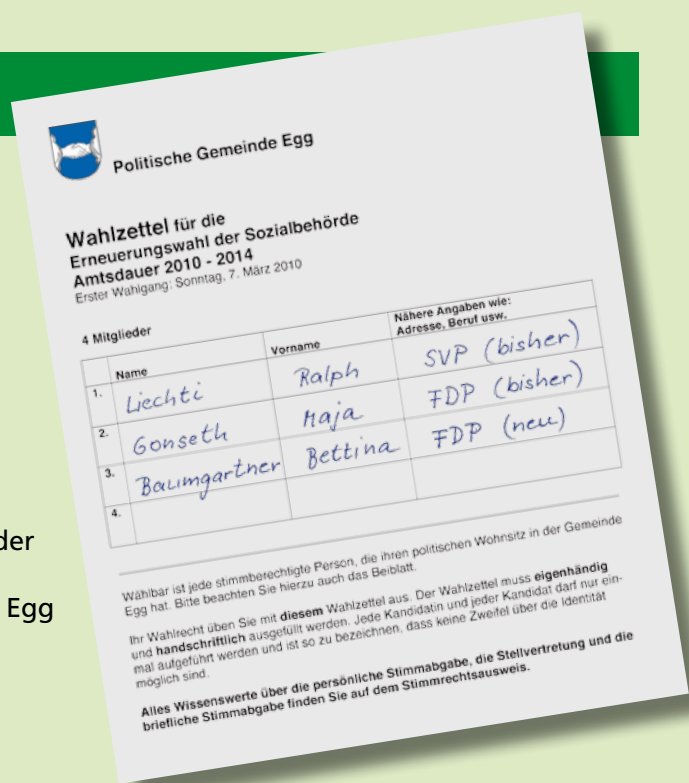 Politische Gemeinde Egg
Wahlzettel für die
Erneuerungswahl der Sozialbehörde
Amtsdauer 2010 - 2014
Erster Wahlgang: Sonntag, 7. März 2010
4 Mitglieder
Name Vorname Nähere Angaben wie:
Adresse, Beruf usw.
1. Liechti Ralph SVP (bisher)
2. Gonseth Maja FDP (bisher)
3. Baumgartner Bettina FDP (neu)
4.
Wählbar ist jede stimmberechtigte Person, die ihren politischen Wohnsitz in der Gemeinde
Egg hat. Bitte beachten Sie hierzu auch das Beiblatt.
Ihr Wahlrecht üben Sie mit diesem Wahlzettel aus. Der Wahlzettel muss eigenhändig
und handschriftlich ausgefüllt werden. Jede Kandidatin und jeder Kandidat darf nur ein-
mal aufgeführt werden und ist so zu bezeichnen, dass keine Zweifel über die Identität
möglich sind.
Alles Wissenswerte über die persönliche Stimmabgabe, die Stellvertretung und die
briefliche Stimmabgabe finden Sie auf dem Stimmrechtsausweis.
der
Egg